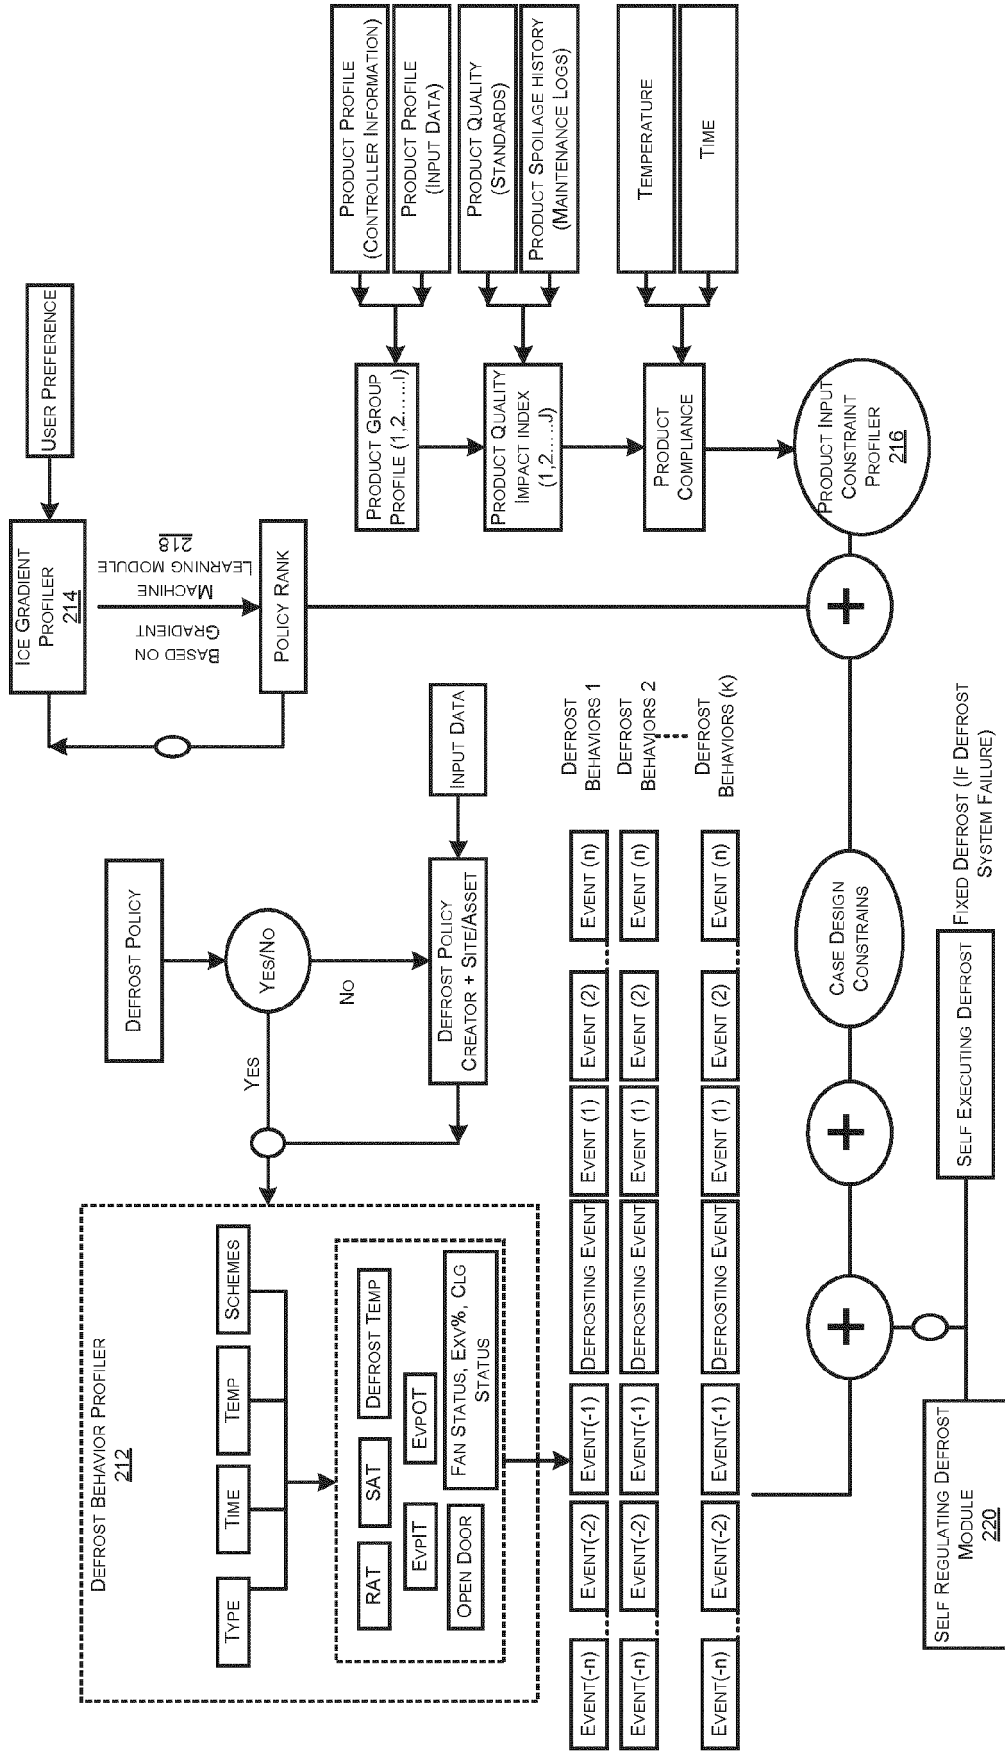 DEFROST BEHAVIOR PROFILER
212
TYPE
TIME
TEMP
SCHEMES
RAT
SAT
DEFROST TEMP
EVPIT
EVPOT
OPEN DOOR
FAN STATUS, EXV%, CLG
STATUS
DEFROST POLICY
YES/NO
YES
NO
DEFROST POLICY
CREATOR + SITE/ASSET
INPUT DATA
ICE GRADIENT
PROFILER
214
USER PREFERENCE
BASED ON
GRADIENT
MACHINE
LEARNING MODULE
218
POLICY RANK
PRODUCT PROFILE
(CONTROLLER INFORMATION)
PRODUCT PROFILE
(INPUT DATA)
PRODUCT QUALITY
(STANDARDS)
PRODUCT SPOILAGE HISTORY
(MAINTENANCE LOGS)
TEMPERATURE
TIME
PRODUCT GROUP
PROFILE (1,2......I)
PRODUCT QUALITY
IMPACT INDEX
(1,2.....J)
PRODUCT
COMPLIANCE
PRODUCT INPUT
CONSTRAINT
PROFILER
216
EVENT(-n)
EVENT(-2)
EVENT(-1)
DEFROSTING EVENT
EVENT (1)
EVENT (2)
EVENT (n)
DEFROST
BEHAVIORS 1
EVENT(-n)
EVENT(-2)
EVENT(-1)
DEFROSTING EVENT
EVENT (1)
EVENT (2)
EVENT (n)
DEFROST
BEHAVIORS 2
EVENT(-n)
EVENT(-2)
EVENT(-1)
DEFROSTING EVENT
EVENT (1)
EVENT (2)
EVENT (n)
DEFROST
BEHAVIORS (K)
+
+
CASE DESIGN
CONSTRAINS
+
SELF REGULATING DEFROST
MODULE
220
SELF EXECUTING DEFROST
FIXED DEFROST (IF DEFROST
SYSTEM FAILURE)